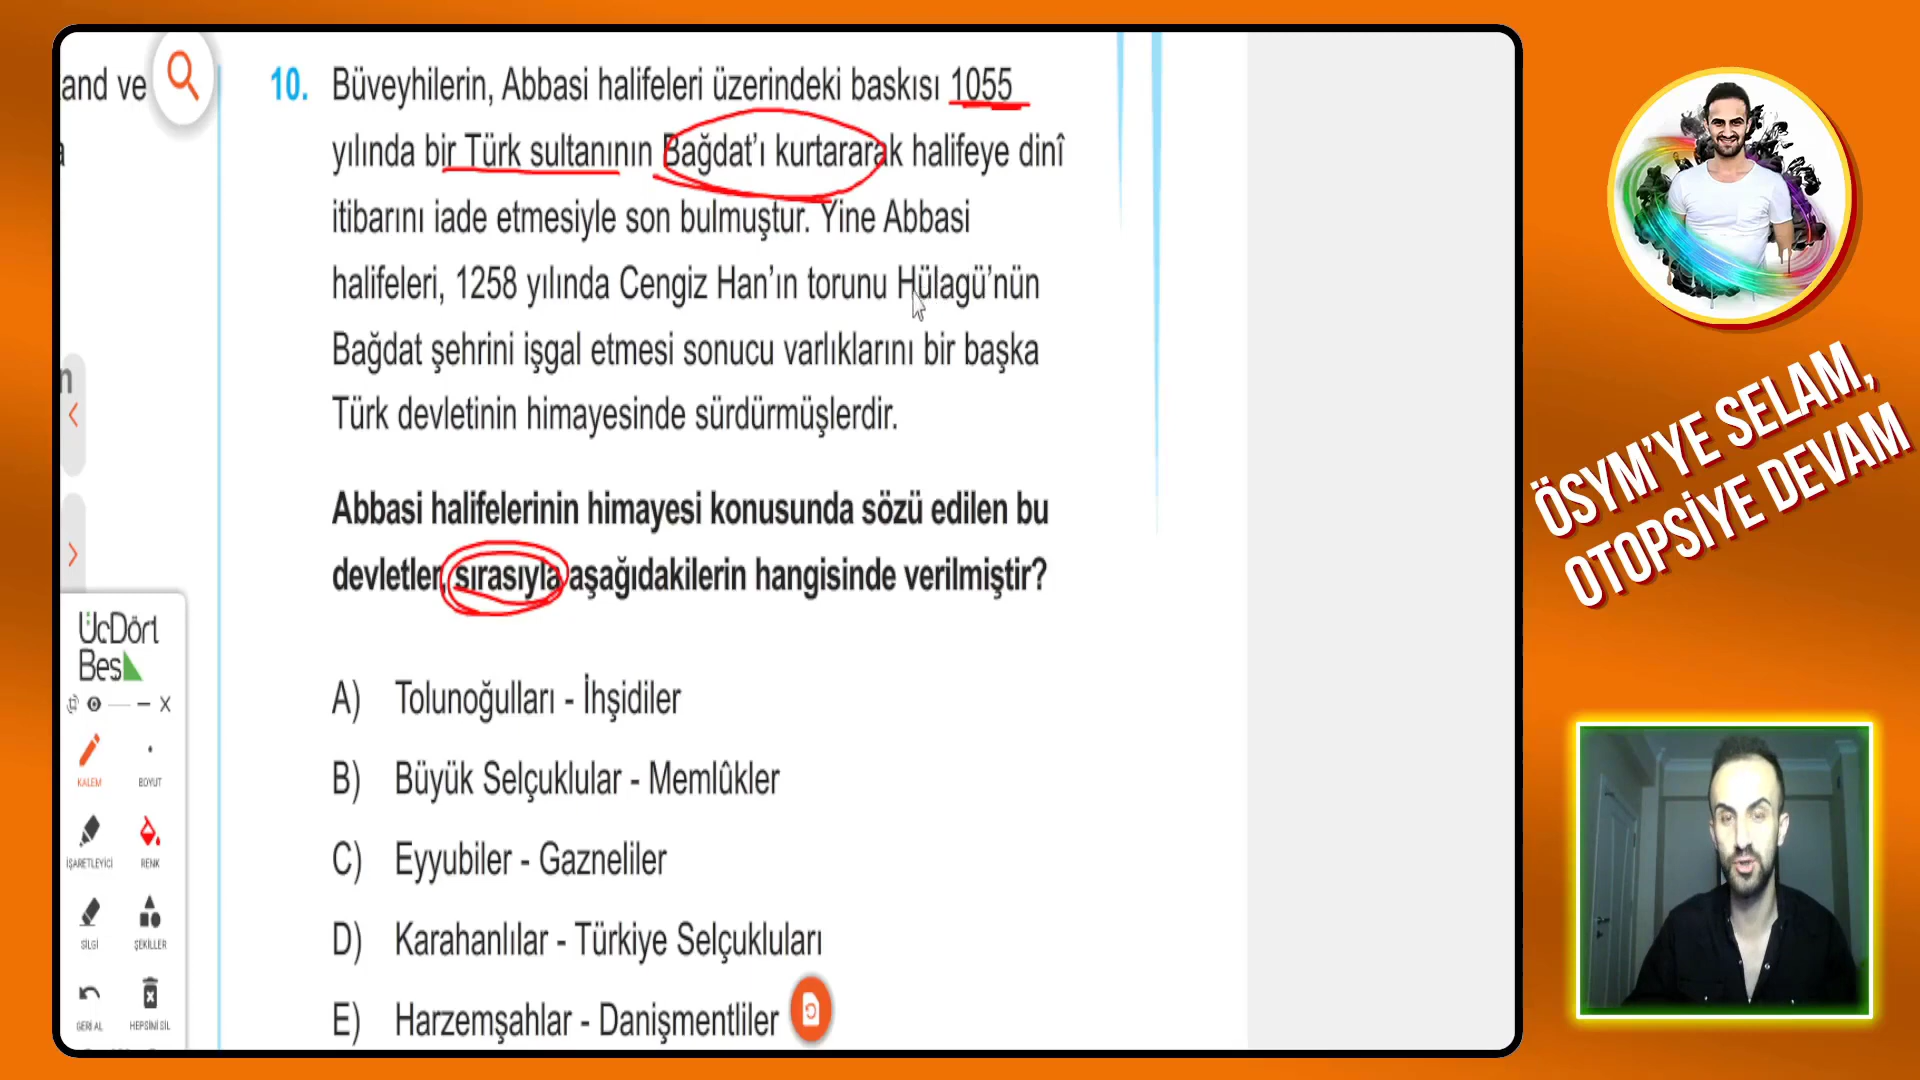 and ve
10. Büveyhilerin, Abbasi halifeleri üzerindeki baskısı 1055
yılında bir Türk sultanının Bağdat'ı kurtararak halifeye dinî
itibarını iade etmesiyle son bulmuştur. Yine Abbasi
halifeleri, 1258 yılında Cengiz Han'ın torunu Hülagü'nün
Bağdat şehrini işgal etmesi sonucu varlıklarını bir başka
Türk devletinin himayesinde sürdürmüşlerdir.
Abbasi halifelerinin himayesi konusunda sözü edilen bu
devletler, sırasıyla aşağıdakilerin hangisinde verilmiştir?
A) Tolunoğulları - İhşidiler
B) Büyük Selçuklular - Memlûkler
C) Eyyubiler - Gazneliler
D) Karahanlılar - Türkiye Selçukluları
E) Harzemşahlar - Danişmentliler
ÜçDört
Beş
KALEM
BOYUT
İŞARETLEYİCİ
RENK
SİLGİ
ŞEKİLLER
GERİ AL
HEPSİNİ SİL
ÖSYM'YE SELAM,
OTOPSİYE DEVAM